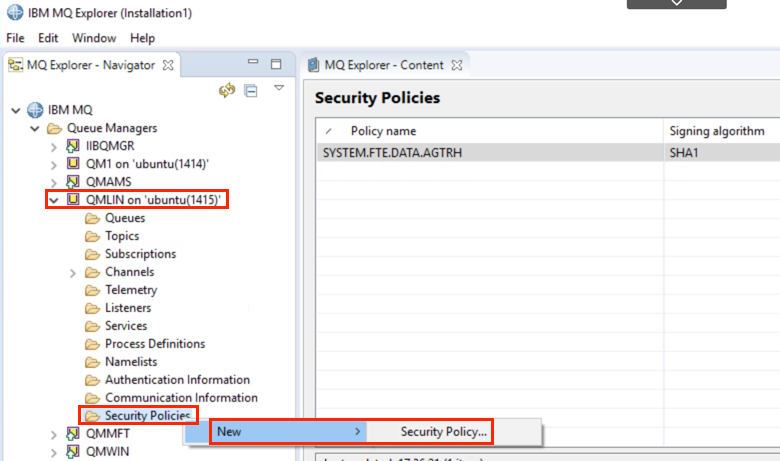 IBM MQ Explorer (Installation1)
File Edit Window Help
MQ Explorer - Navigator
IBM MQ
Queue Managers
IIBQMGR
QM1 on 'ubuntu(1414)'
QMAMS
QMLIN on 'ubuntu(1415)'
Queues
Topics
Subscriptions
Channels
Telemetry
Listeners
Services
Process Definitions
Namelists
Authentication Information
Communication Information
Security Policies
QMMFT
QMWIN
New
Security Policy...
MQ Explorer - Content
Security Policies
Policy name Signing algorithm
SYSTEM.FTE.DATA.AGTRH SHA1